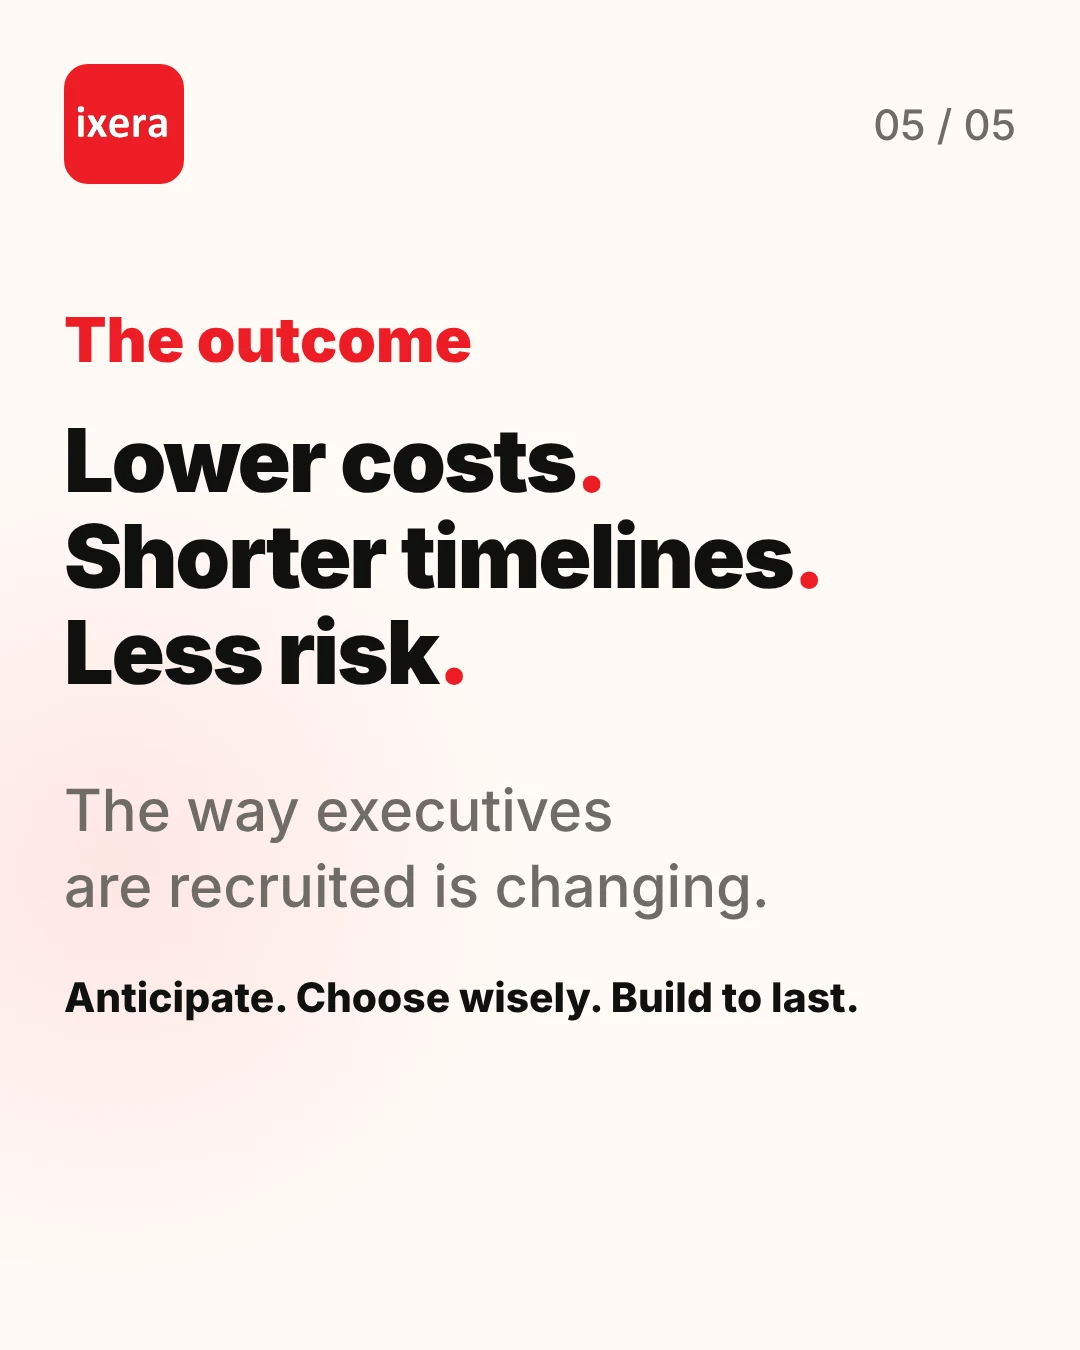 ixera
05 / 05
The outcome
Lower costs.
Shorter timelines.
Less risk.
The way executives
are recruited is changing.
Anticipate. Choose wisely. Build to last.